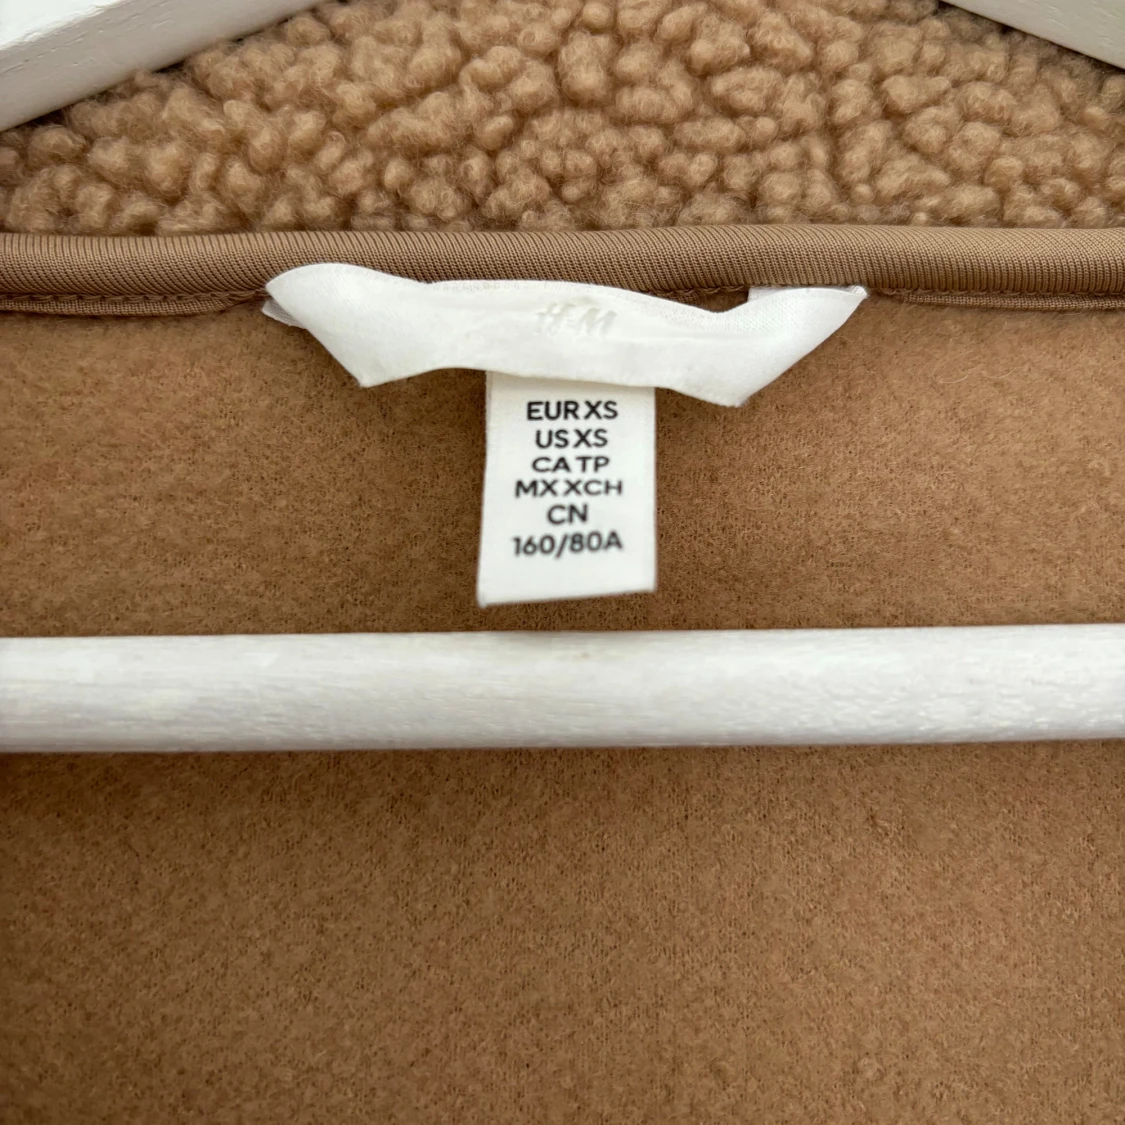 H&M
EUR XS
US XS
CA TP
MX XCH
CN
160/80A